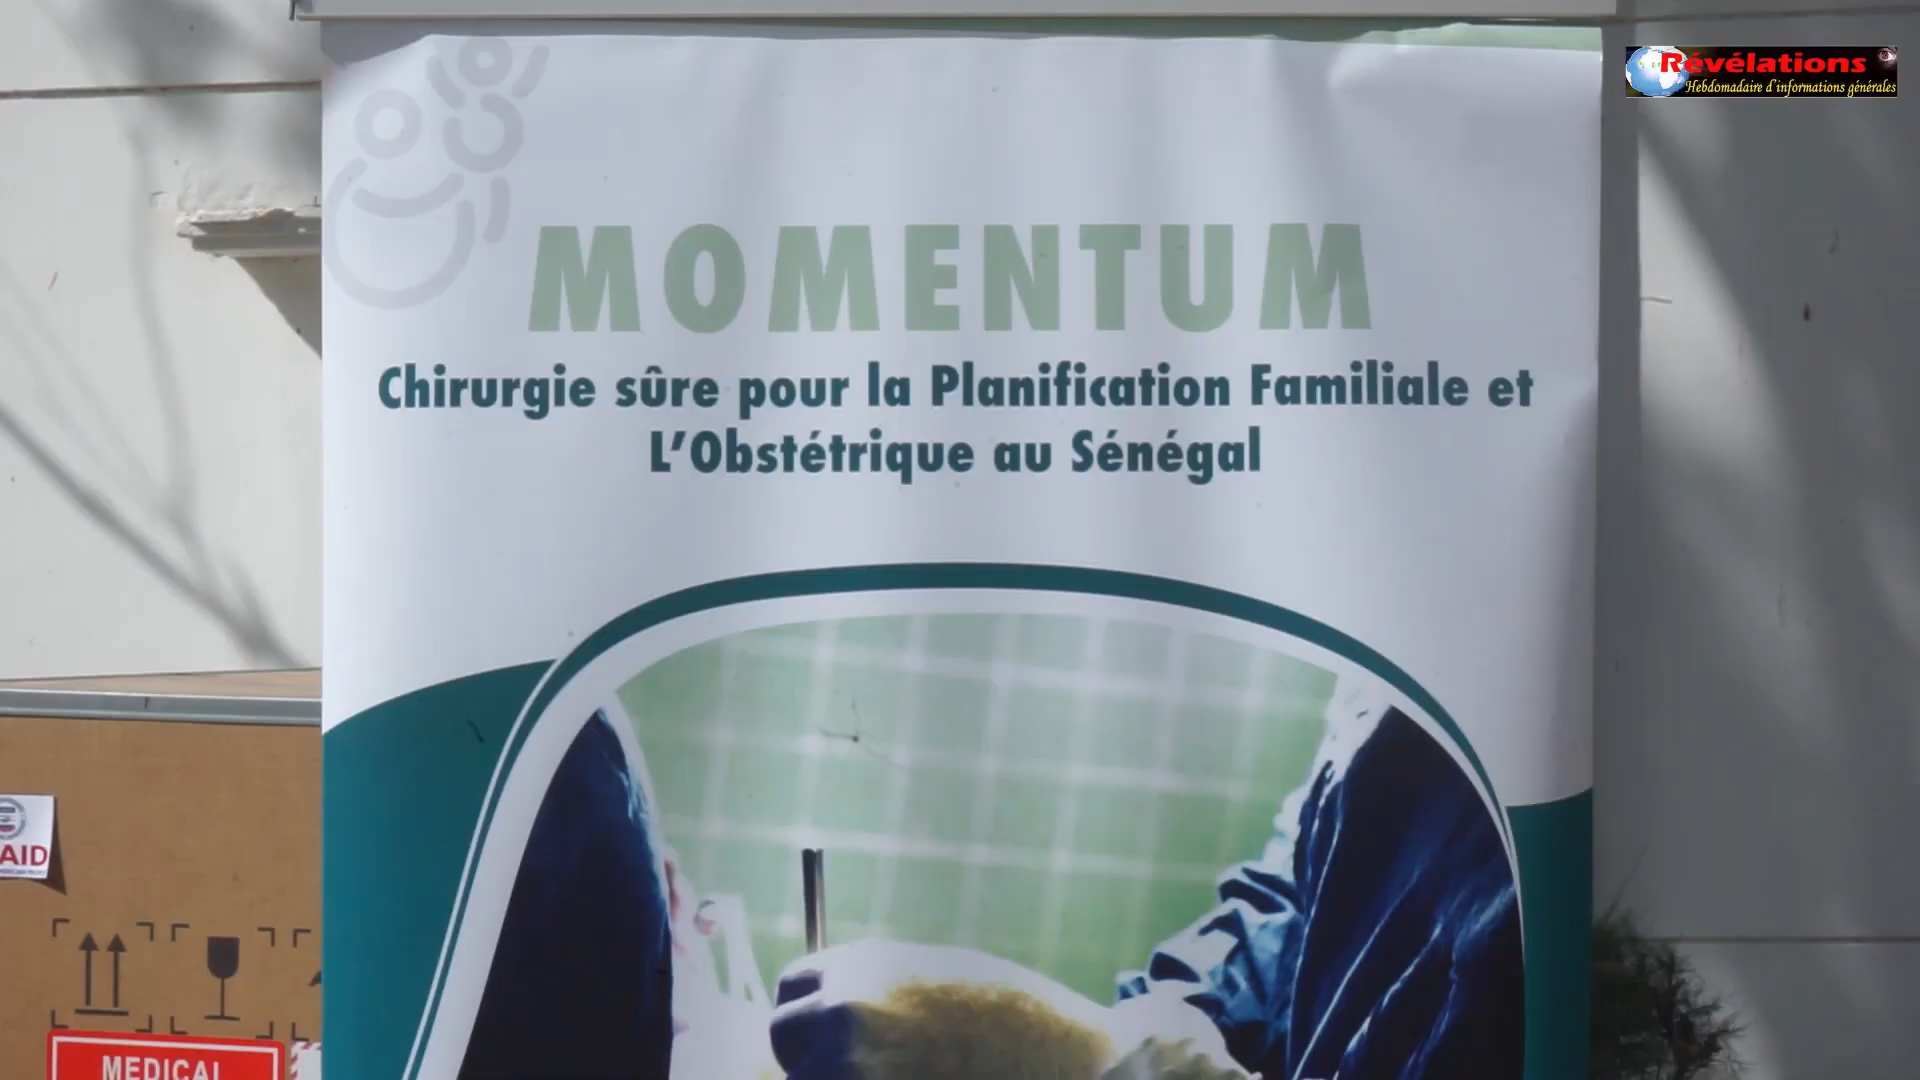 Révélations
Hebdomadaire d'informations générales
MOMENTUM
Chirurgie sûre pour la Planification Familiale et
L'Obstétrique au Sénégal
AID
MEDICAL